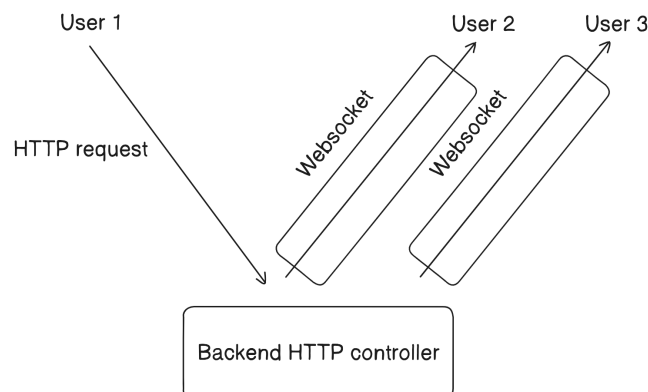 User 1
User 2
User 3
HTTP request
Websocket
Websocket
Backend HTTP controller